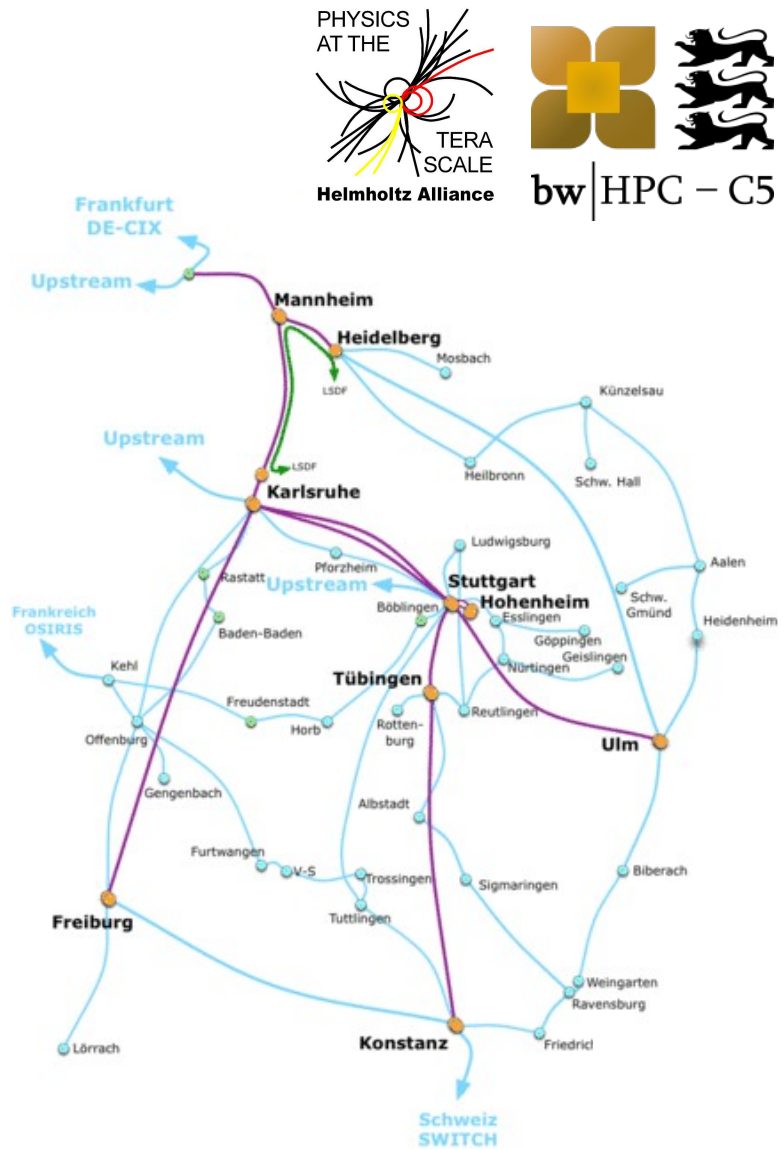 PHYSICS
AT THE
TERA
SCALE
Helmholtz Alliance
bw|HPC – C5
Frankfurt
DE-CIX
Upstream
Mannheim
Heidelberg
Mosbach
LSDF
Künzelsau
Upstream
LSDF
Heilbronn
Schw. Hall
Karlsruhe
Ludwigsburg
Pforzheim
Aalen
Rastatt
Upstream
Stuttgart
Schw.
Gmünd
Böblingen
Hohenheim
Frankreich
OSIRIS
Esslingen
Heidenheim
Baden-Baden
Göppingen
Geislingen
Kehl
Nürtingen
Tübingen
Freudenstadt
Reutlingen
Horb
Rotten-
burg
Offenburg
Ulm
Gengenbach
Albstadt
Furtwangen
V-S
Trossingen
Sigmaringen
Biberach
Tuttlingen
Freiburg
Weingarten
Ravensburg
Konstanz
Friedricl
Lörrach
Schweiz
SWITCH